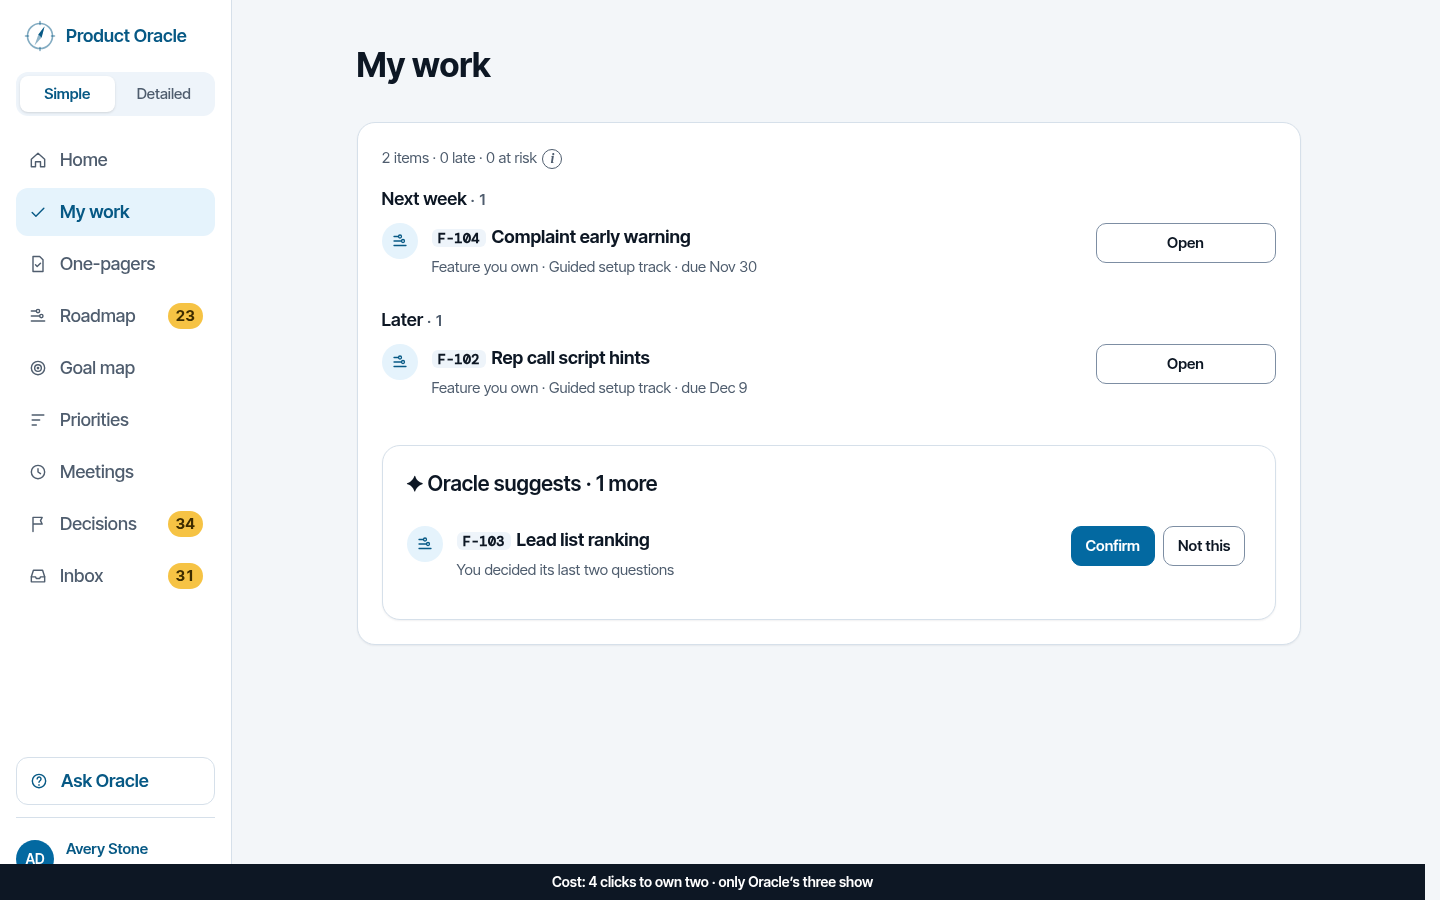 Product Oracle
Simple
Detailed
Home
My work
One-pagers
Roadmap 23
Goal map
Priorities
Meetings
Decisions 34
Inbox 31
Ask Oracle
AD
Avery Stone
My work
2 items · 0 late · 0 at risk i
Next week · 1
F-104 Complaint early warning
Feature you own · Guided setup track · due Nov 30
Open
Later · 1
F-102 Rep call script hints
Feature you own · Guided setup track · due Dec 9
Open
✦ Oracle suggests · 1 more
F-103 Lead list ranking
You decided its last two questions
Confirm
Not this
Cost: 4 clicks to own two · only Oracle's three show